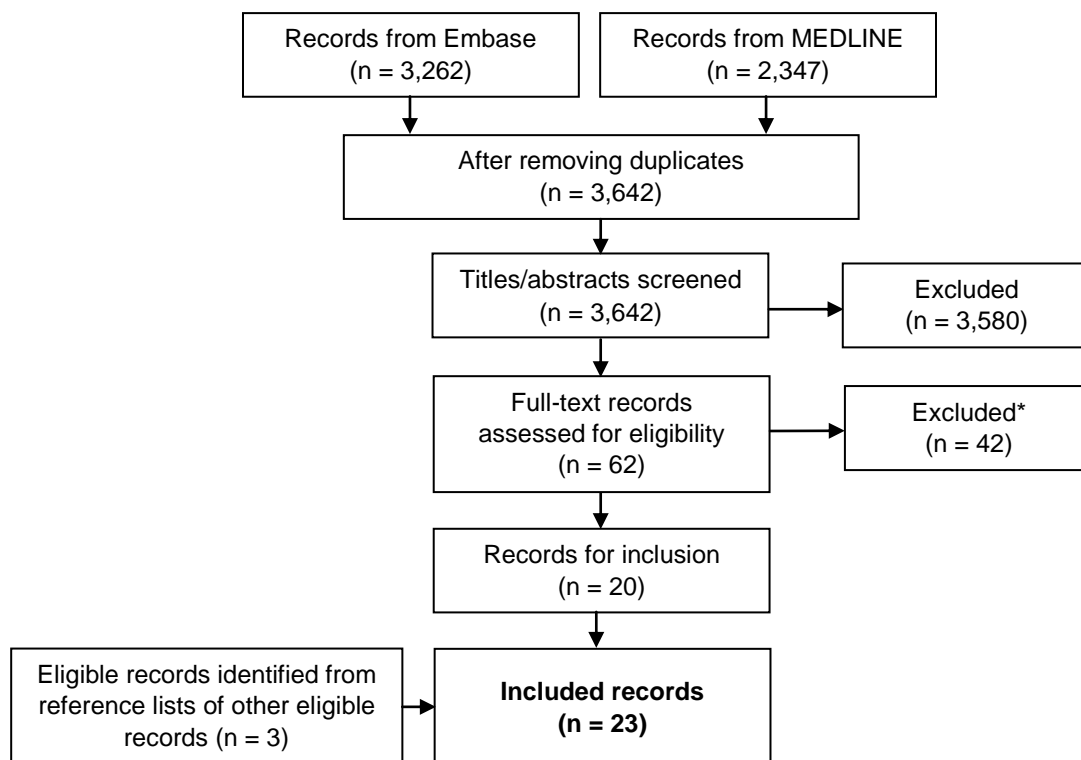 Records from Embase
(n = 3,262)
Records from MEDLINE
(n = 2,347)
After removing duplicates
(n = 3,642)
Titles/abstracts screened
(n = 3,642)
Excluded
(n = 3,580)
Full-text records
assessed for eligibility
(n = 62)
Excluded*
(n = 42)
Records for inclusion
(n = 20)
Eligible records identified from
reference lists of other eligible
records (n = 3)
Included records
(n = 23)